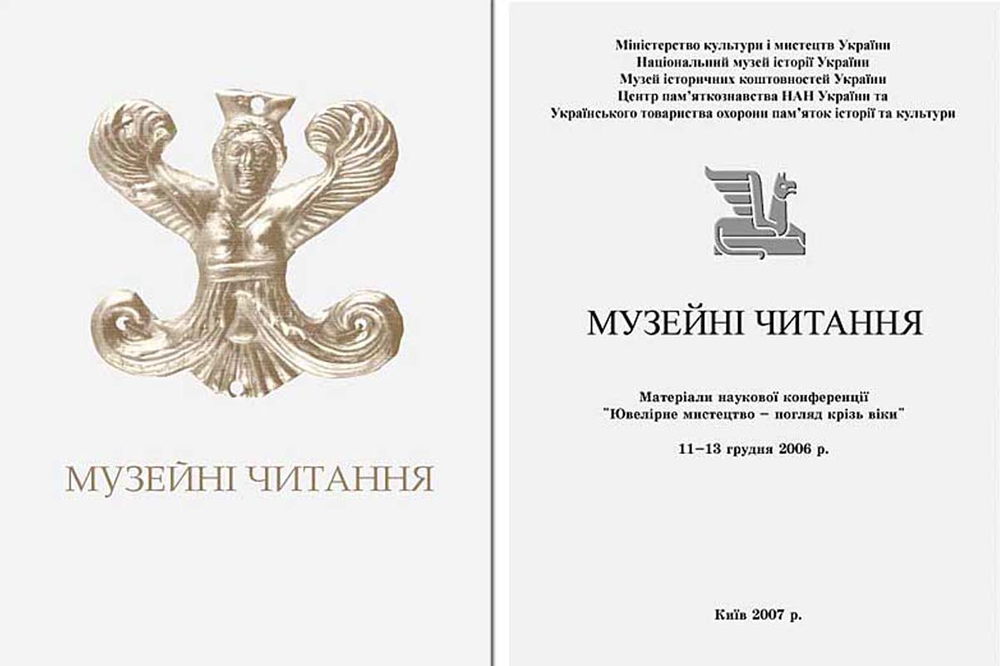 МУЗЕЙНІ ЧИТАННЯ
Міністерство культури і мистецтв України
Національний музей історії України
Музей історичних коштовностей України
Центр пам’яткознавства НАН України та
Українського товариства охорони пам’яток історії та культури
МУЗЕЙНІ ЧИТАННЯ
Матеріали наукової конференції
"Ювелірне мистецтво – погляд крізь віки"
11–13 грудня 2006 р.
Київ 2007 р.